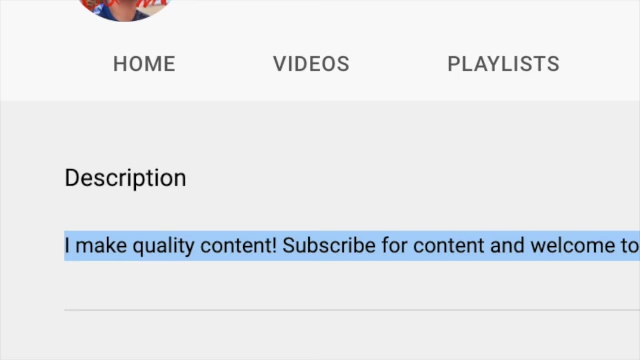 HOME VIDEOS PLAYLISTS
Description
I make quality content! Subscribe for content and welcome to